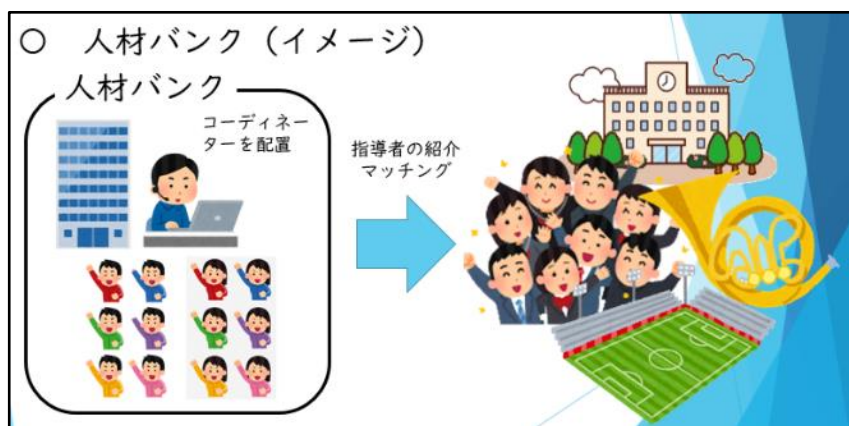 ○　人材バンク（イメージ）
人材バンク
コーディネー
ターを配置
指導者の紹介
マッチング